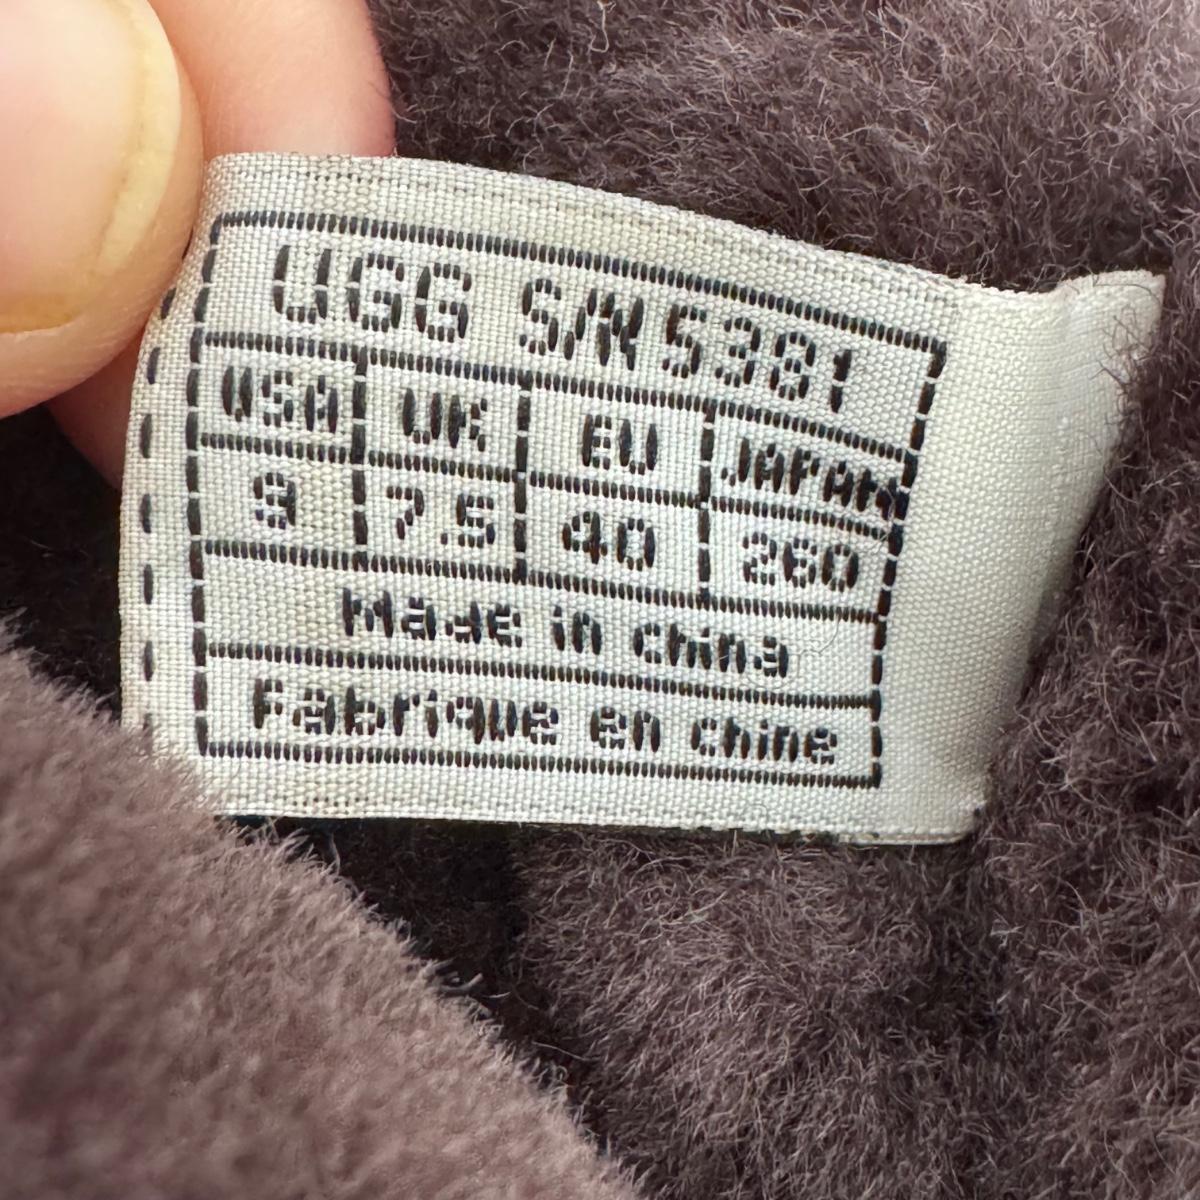 UGG S/N 5381
USA UK EU JAPAN
9 7.5 40 260
Made in china
Fabrique en chine